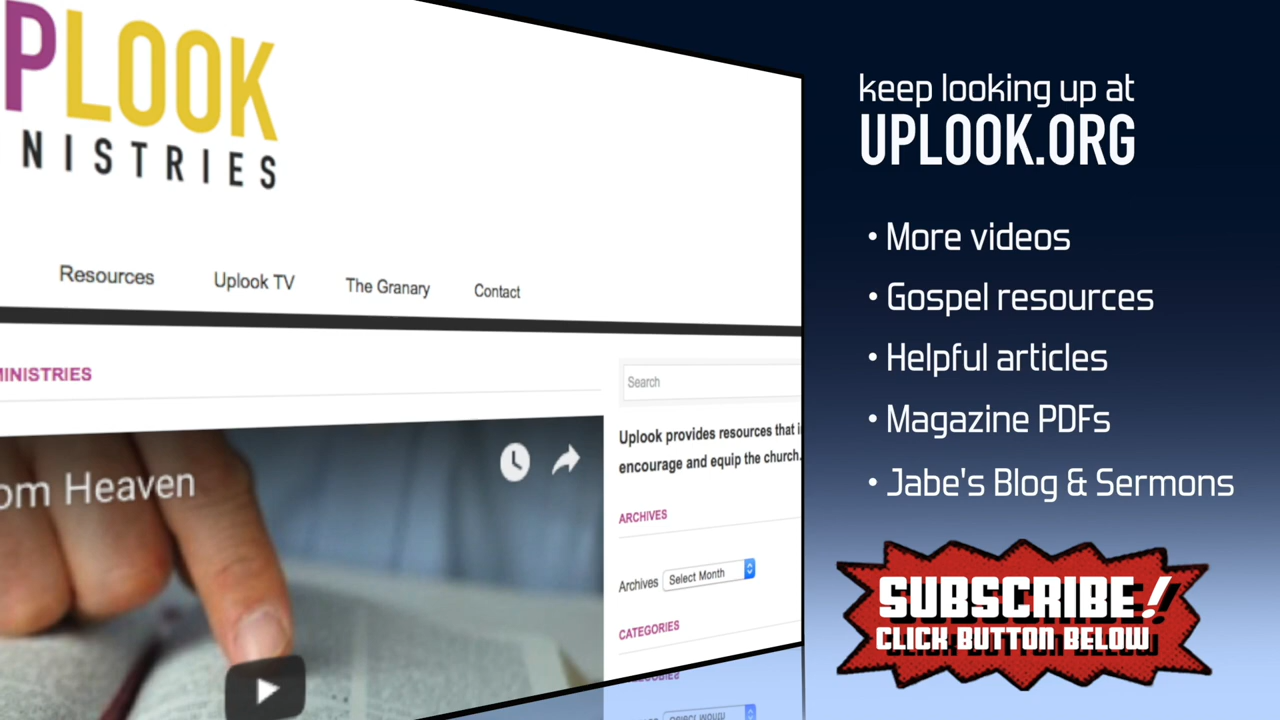 PLOOK
NISTRIES
Resources
Uplook TV
The Granary
Contact
MINISTRIES
Search
om Heaven
Uplook provides resources that i
encourage and equip the church.
ARCHIVES
Archives
Select Month
CATEGORIES
keep looking up at
UPLOOK.ORG
• More videos
• Gospel resources
• Helpful articles
• Magazine PDFs
• Jabe's Blog & Sermons
SUBSCRIBE!
CLICK BUTTON BELOW